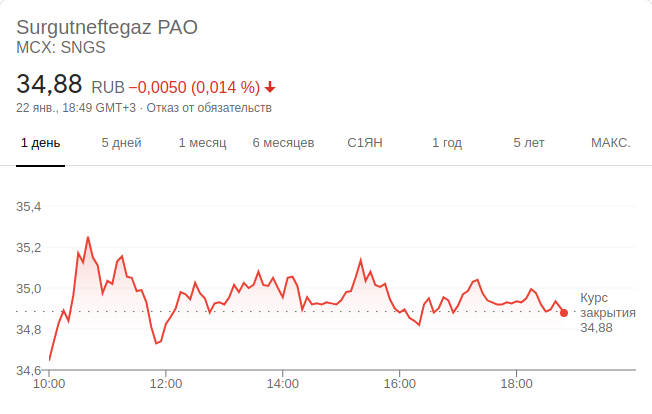 Surgutneftegaz PAO
MCX: SNGS
34,88 RUB −0,0050 (0,014 %)
22 янв., 18:49 GMT+3 · Отказ от обязательств
1 день 5 дней 1 месяц 6 месяцев С1ЯН 1 год 5 лет МАКС.
35,4
35,2
35,0
34,8
34,6
Курс
закрытия
34,88
10:00 12:00 14:00 16:00 18:00